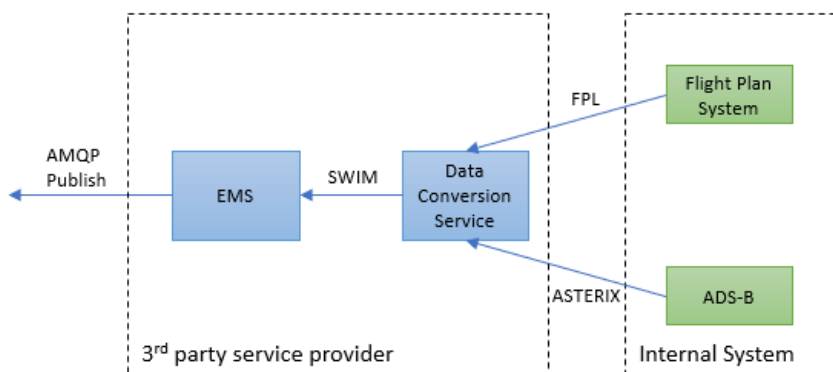 AMQP
Publish
EMS
SWIM
Data
Conversion
Service
FPL
ASTERIX
Flight Plan
System
ADS-B
3rd party service provider
Internal System